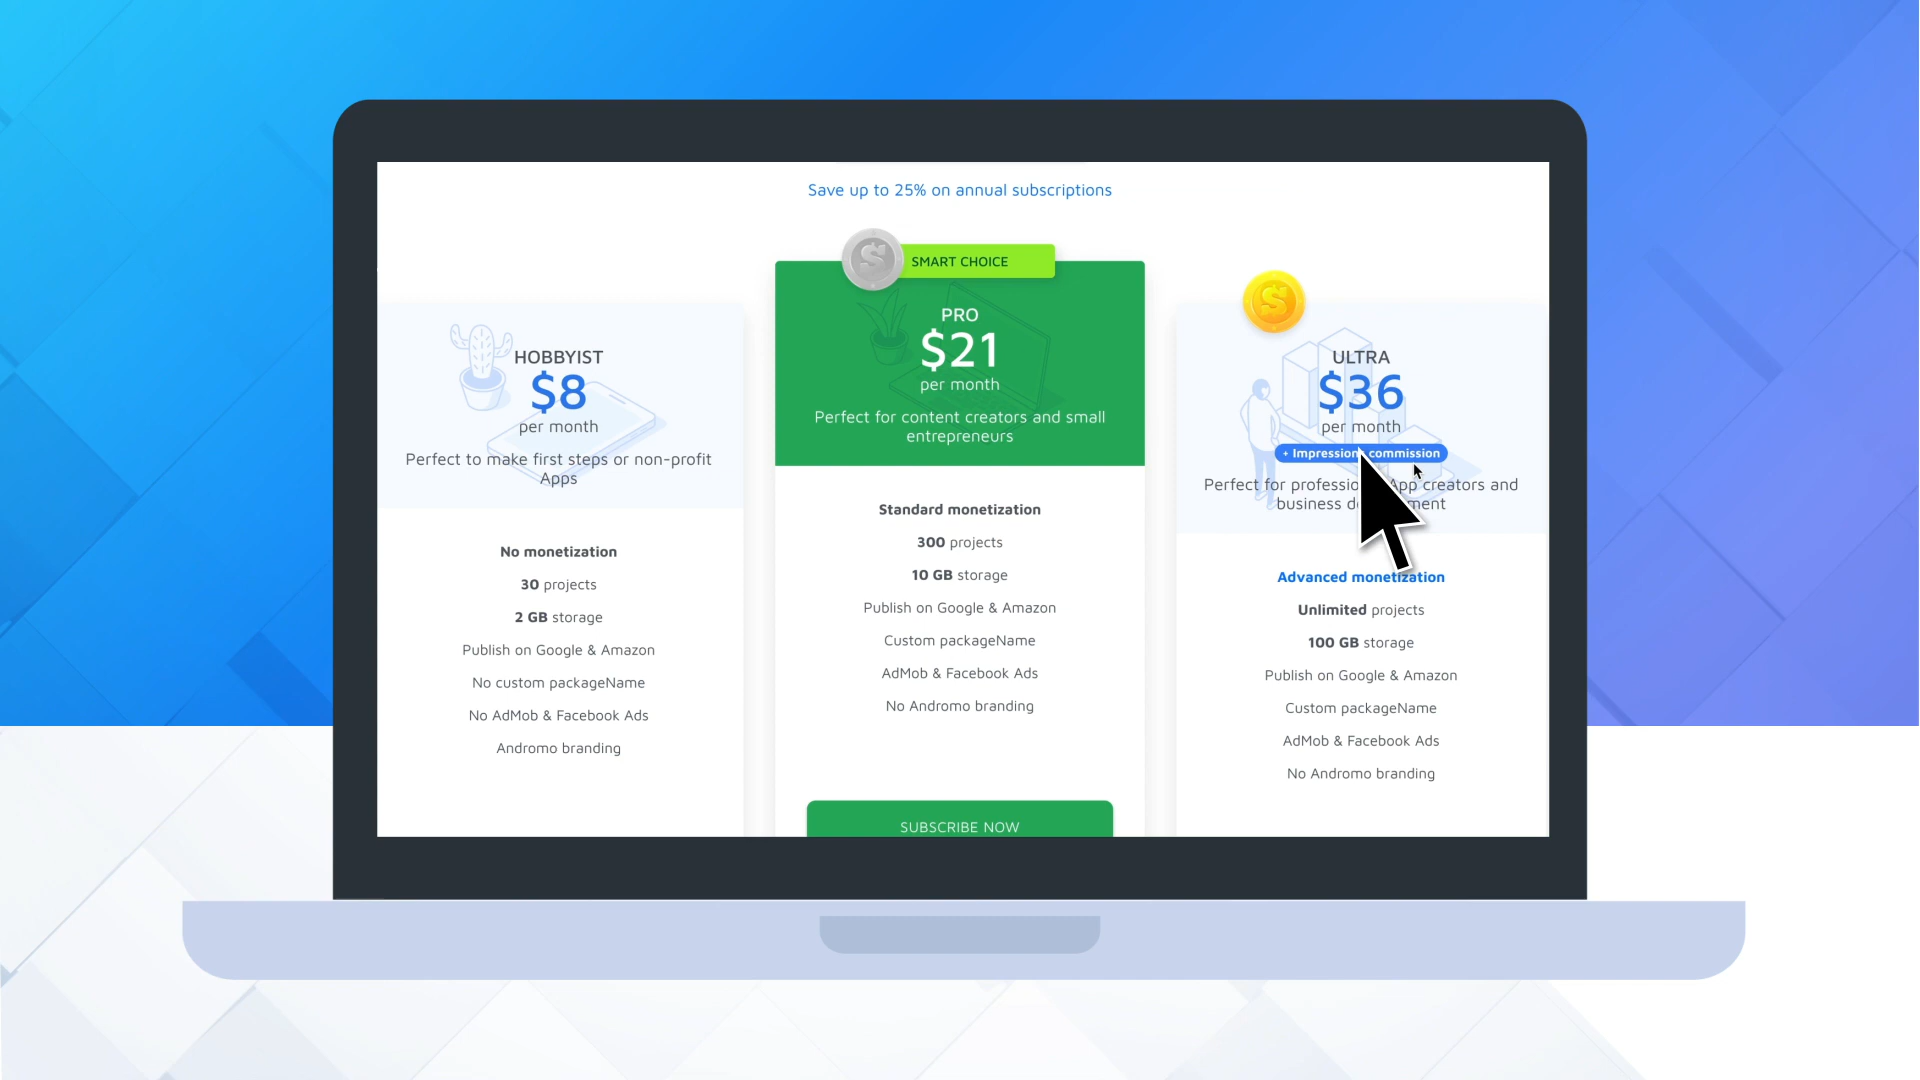 Save up to 25% on annual subscriptions
HOBBYIST
$8
per month
Perfect to make first steps or non-profit
Apps
No monetization
30 projects
2 GB storage
Publish on Google & Amazon
No custom packageName
No AdMob & Facebook Ads
Andromo branding
SMART CHOICE
PRO
$21
per month
Perfect for content creators and small
entrepreneurs
Standard monetization
300 projects
10 GB storage
Publish on Google & Amazon
Custom packageName
AdMob & Facebook Ads
No Andromo branding
SUBSCRIBE NOW
ULTRA
$36
per month
+ Impression commission
Perfect for App creators and
business
Advanced monetization
Unlimited projects
100 GB storage
Publish on Google & Amazon
Custom packageName
AdMob & Facebook Ads
No Andromo branding